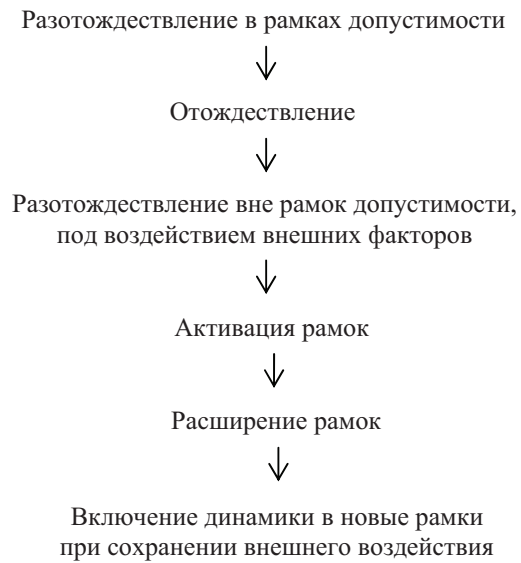 Разотождествление в рамках допустимости
Отождествление
Разотождествление вне рамок допустимости,
под воздействием внешних факторов
Активация рамок
Расширение рамок
Включение динамики в новые рамки
при сохранении внешнего воздействия